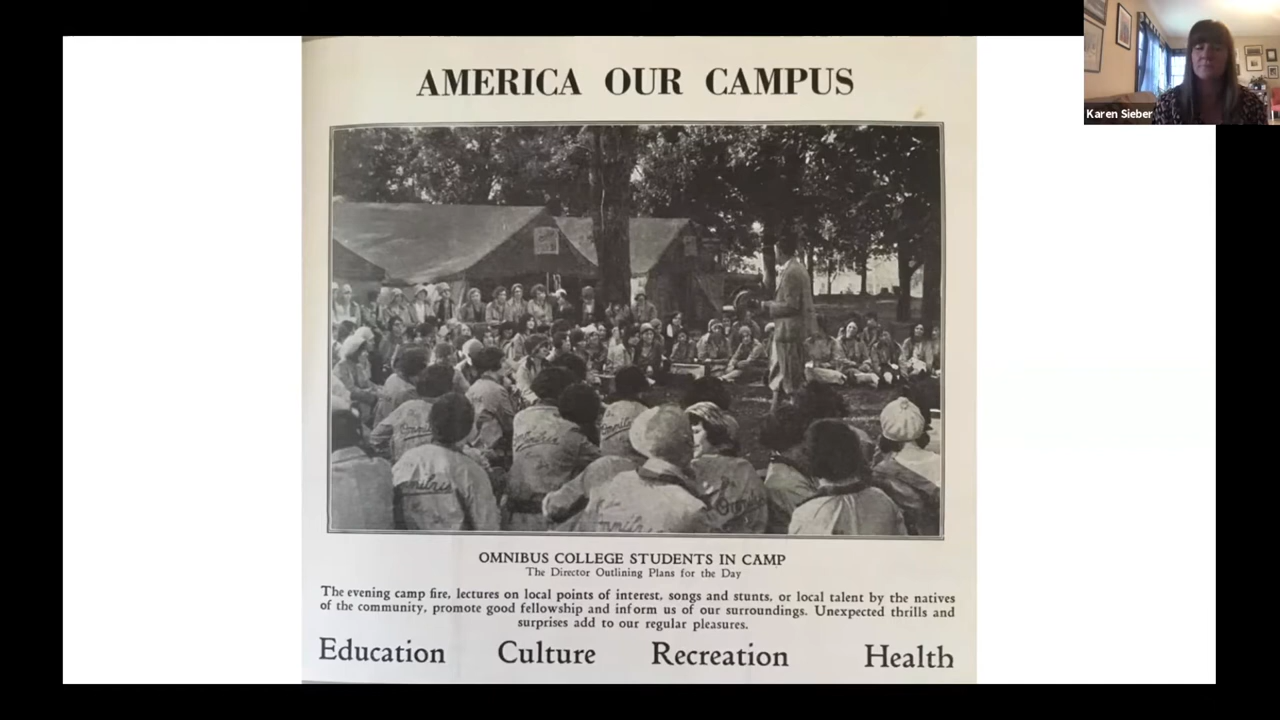 AMERICA OUR CAMPUS
Karen Sieber
Omnibus
OMNIBUS COLLEGE STUDENTS IN CAMP
The Director Outlining Plans for the Day
The evening camp fire, lectures on local points of interest, songs and stunts, or local talent by the natives
of the community, promote good fellowship and inform us of our surroundings. Unexpected thrills and
surprises add to our regular pleasures.
Education Culture Recreation Health